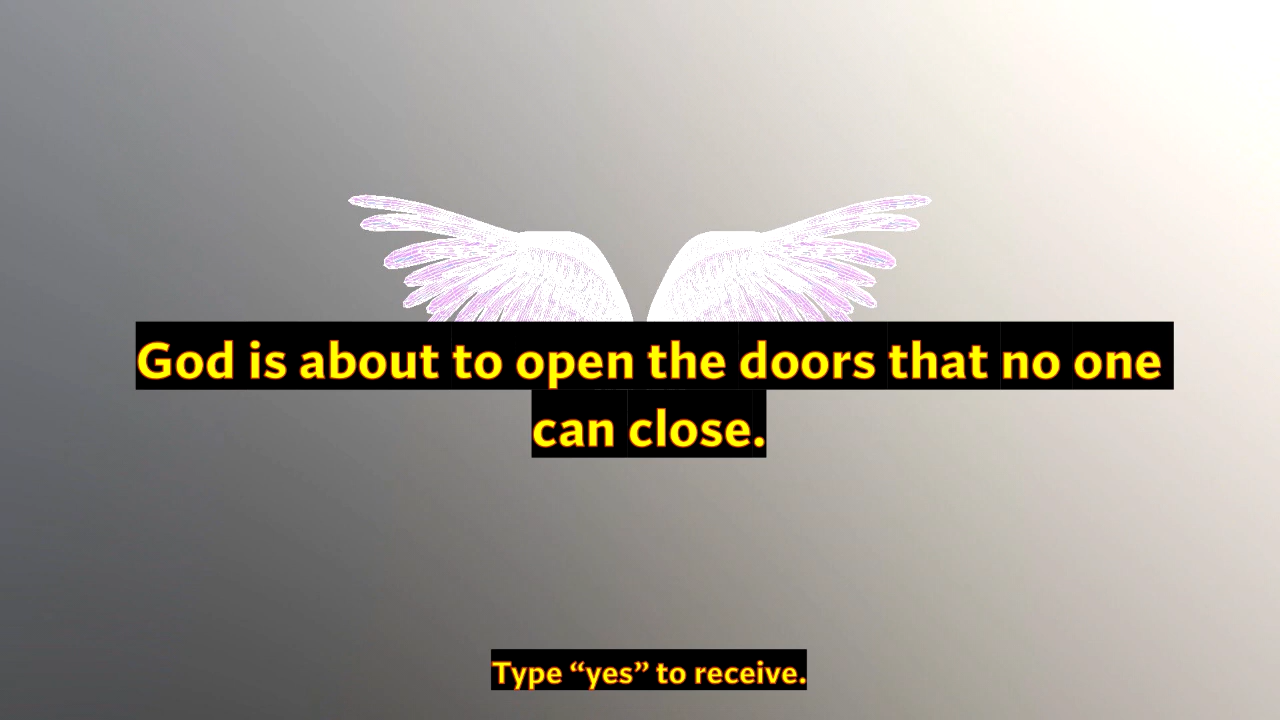 God is about to open the doors that no one
can close.
Type “yes” to receive.